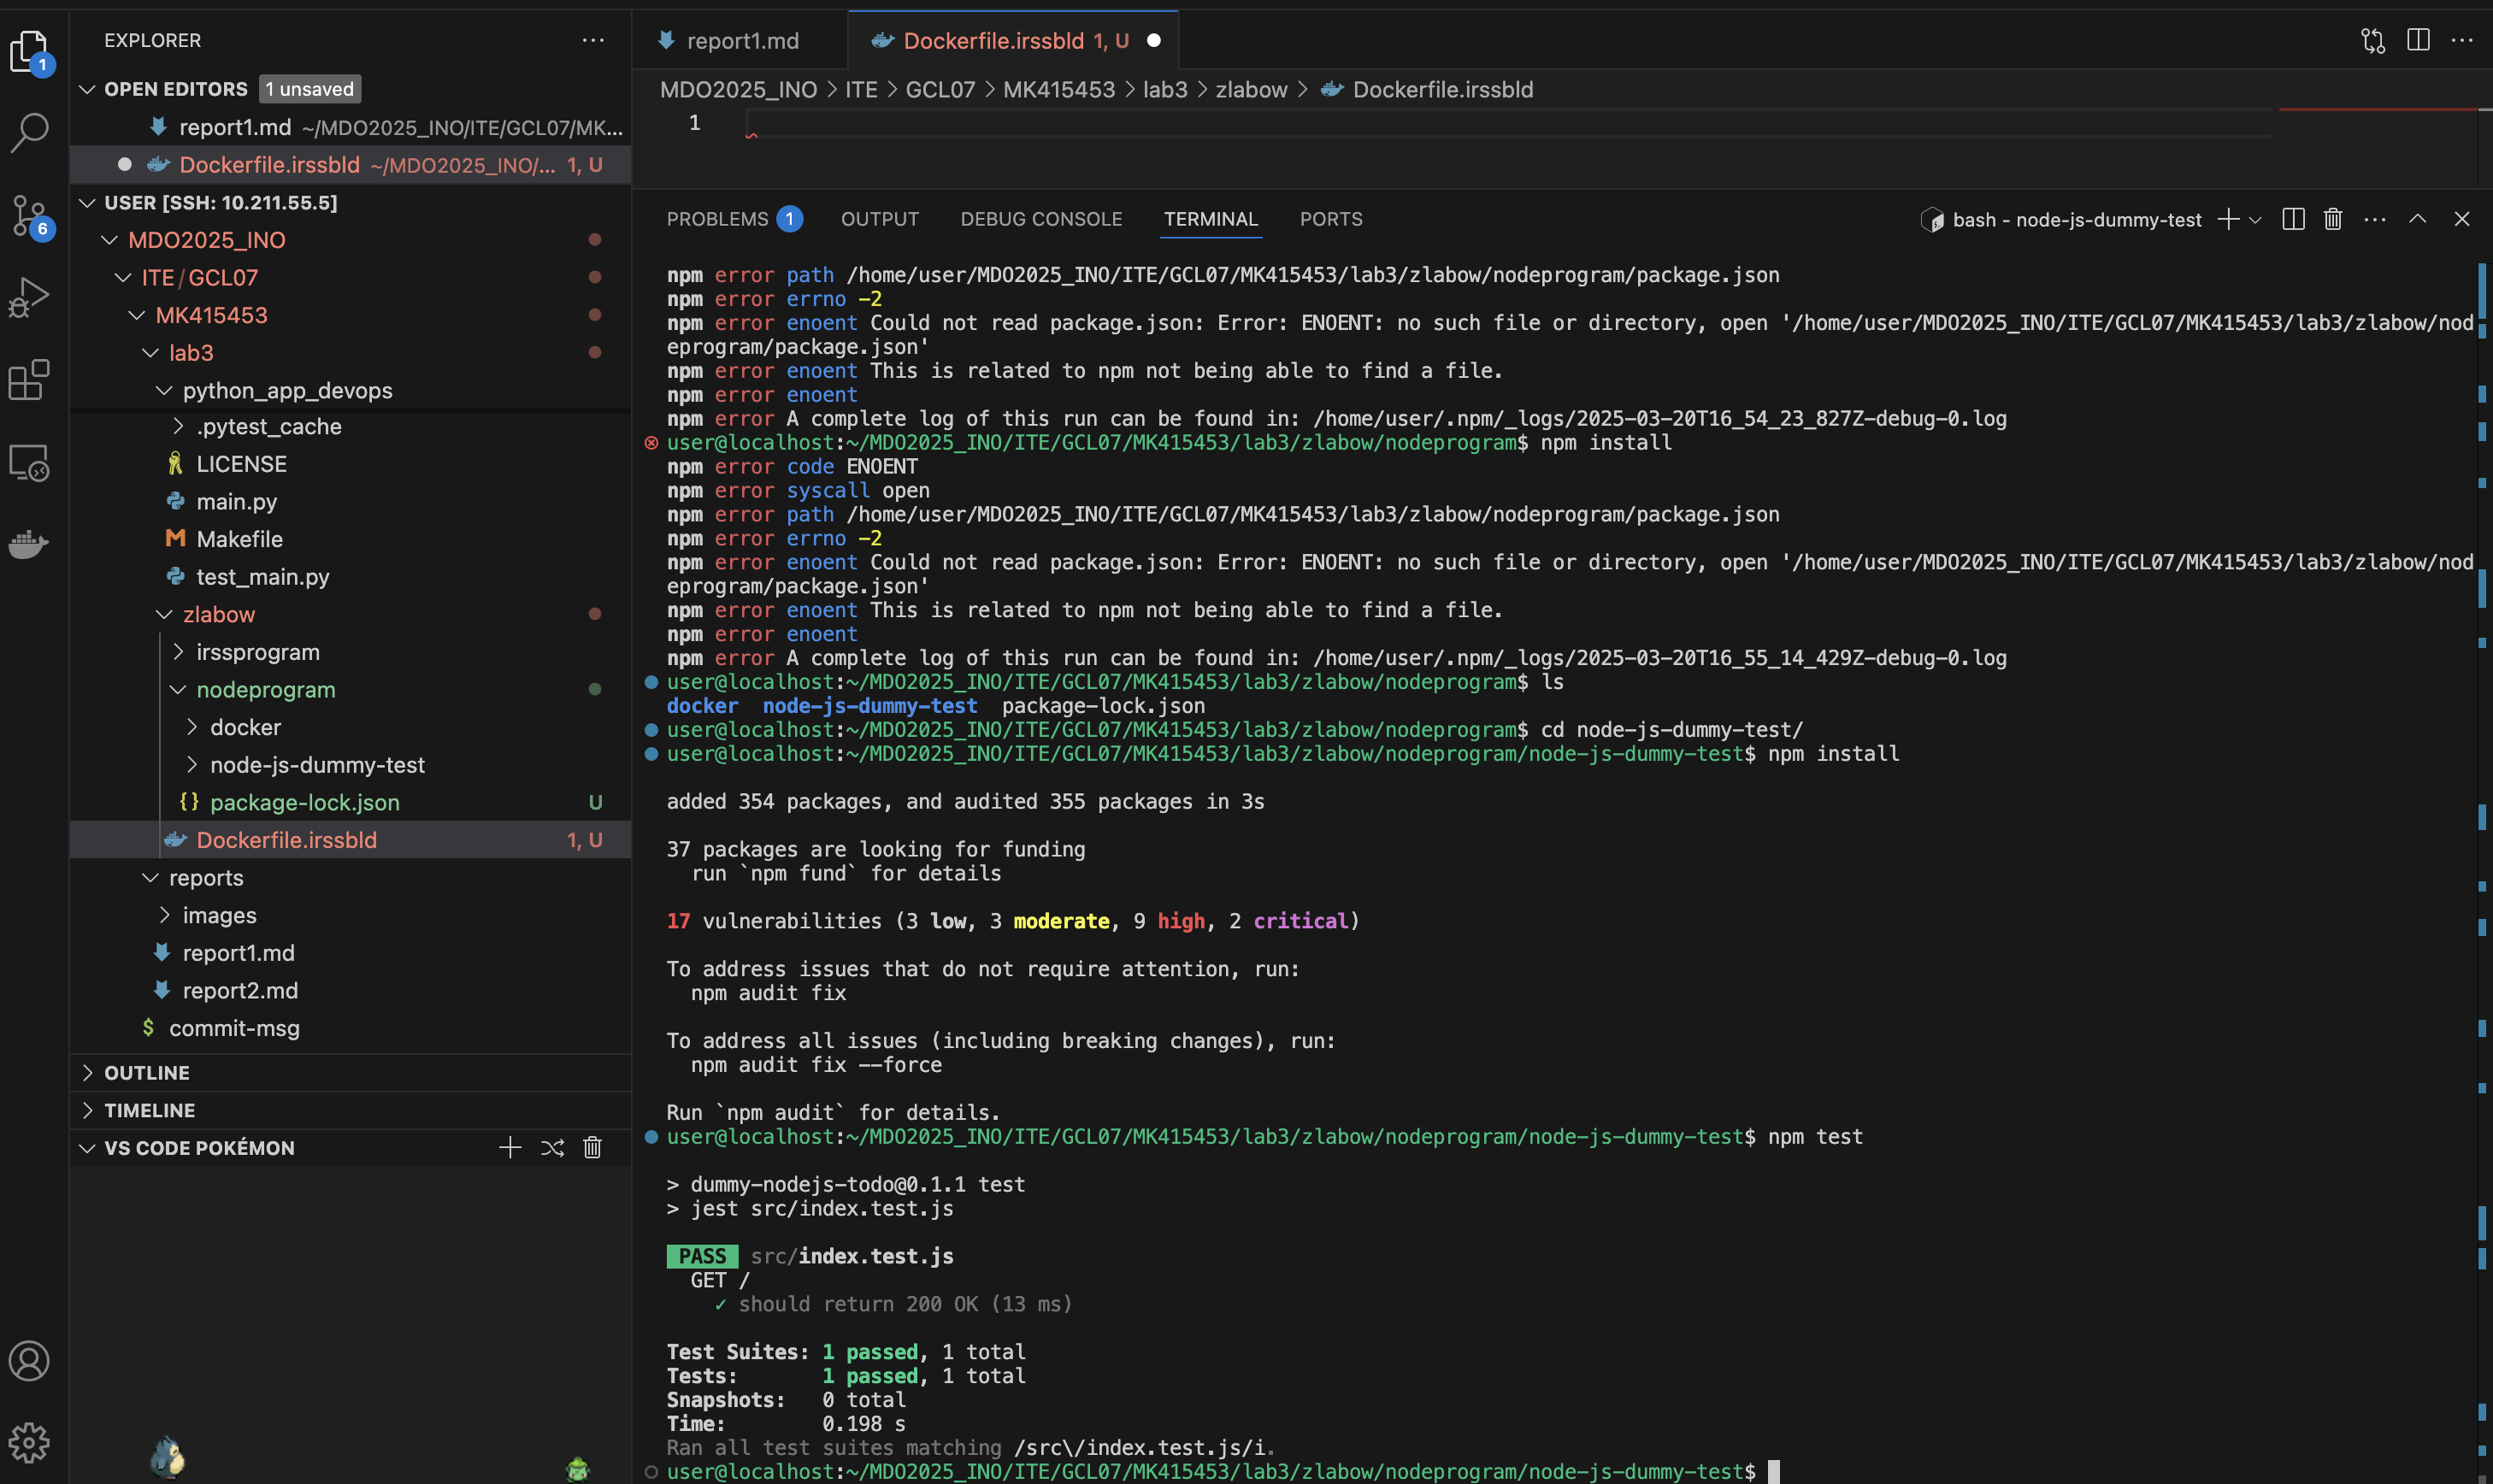 EXPLORER
OPEN EDITORS 1 unsaved
report1.md ~/MDO2025_INO/ITE/GCL07/MK...
Dockerfile.irssbld ~/MDO2025_INO/... 1, U
USER [SSH: 10.211.55.5]
MDO2025_INO
ITE / GCL07
MK415453
lab3
python_app_devops
.pytest_cache
LICENSE
main.py
Makefile
test_main.py
zlabow
irssprogram
nodeprogram
docker
node-js-dummy-test
package-lock.json U
Dockerfile.irssbld 1, U
reports
images
report1.md
report2.md
commit-msg
OUTLINE
TIMELINE
VS CODE POKÉMON
1
6
report1.md
Dockerfile.irssbld 1, U
MDO2025_INO > ITE > GCL07 > MK415453 > lab3 > zlabow > Dockerfile.irssbld
1
PROBLEMS 1 OUTPUT DEBUG CONSOLE TERMINAL PORTS bash - node-js-dummy-test
npm error path /home/user/MDO2025_INO/ITE/GCL07/MK415453/lab3/zlabow/nodeprogram/package.json
npm error errno -2
npm error enoent Could not read package.json: Error: ENOENT: no such file or directory, open '/home/user/MDO2025_INO/ITE/GCL07/MK415453/lab3/zlabow/nod
eprogram/package.json'
npm error enoent This is related to npm not being able to find a file.
npm error enoent
npm error A complete log of this run can be found in: /home/user/.npm/_logs/2025-03-20T16_54_23_827Z-debug-0.log
user@localhost:~/MDO2025_INO/ITE/GCL07/MK415453/lab3/zlabow/nodeprogram$ npm install
npm error code ENOENT
npm error syscall open
npm error path /home/user/MDO2025_INO/ITE/GCL07/MK415453/lab3/zlabow/nodeprogram/package.json
npm error errno -2
npm error enoent Could not read package.json: Error: ENOENT: no such file or directory, open '/home/user/MDO2025_INO/ITE/GCL07/MK415453/lab3/zlabow/nod
eprogram/package.json'
npm error enoent This is related to npm not being able to find a file.
npm error enoent
npm error A complete log of this run can be found in: /home/user/.npm/_logs/2025-03-20T16_55_14_429Z-debug-0.log
user@localhost:~/MDO2025_INO/ITE/GCL07/MK415453/lab3/zlabow/nodeprogram$ ls
docker node-js-dummy-test package-lock.json
user@localhost:~/MDO2025_INO/ITE/GCL07/MK415453/lab3/zlabow/nodeprogram$ cd node-js-dummy-test/
user@localhost:~/MDO2025_INO/ITE/GCL07/MK415453/lab3/zlabow/nodeprogram/node-js-dummy-test$ npm install
added 354 packages, and audited 355 packages in 3s
37 packages are looking for funding
run `npm fund` for details
17 vulnerabilities (3 low, 3 moderate, 9 high, 2 critical)
To address issues that do not require attention, run:
npm audit fix
To address all issues (including breaking changes), run:
npm audit fix --force
Run `npm audit` for details.
user@localhost:~/MDO2025_INO/ITE/GCL07/MK415453/lab3/zlabow/nodeprogram/node-js-dummy-test$ npm test
> dummy-nodejs-todo@0.1.1 test
> jest src/index.test.js
PASS src/index.test.js
GET /
✓ should return 200 OK (13 ms)
Test Suites: 1 passed, 1 total
Tests: 1 passed, 1 total
Snapshots: 0 total
Time: 0.198 s
Ran all test suites matching /src\/index.test.js/i.
user@localhost:~/MDO2025_INO/ITE/GCL07/MK415453/lab3/zlabow/nodeprogram/node-js-dummy-test$